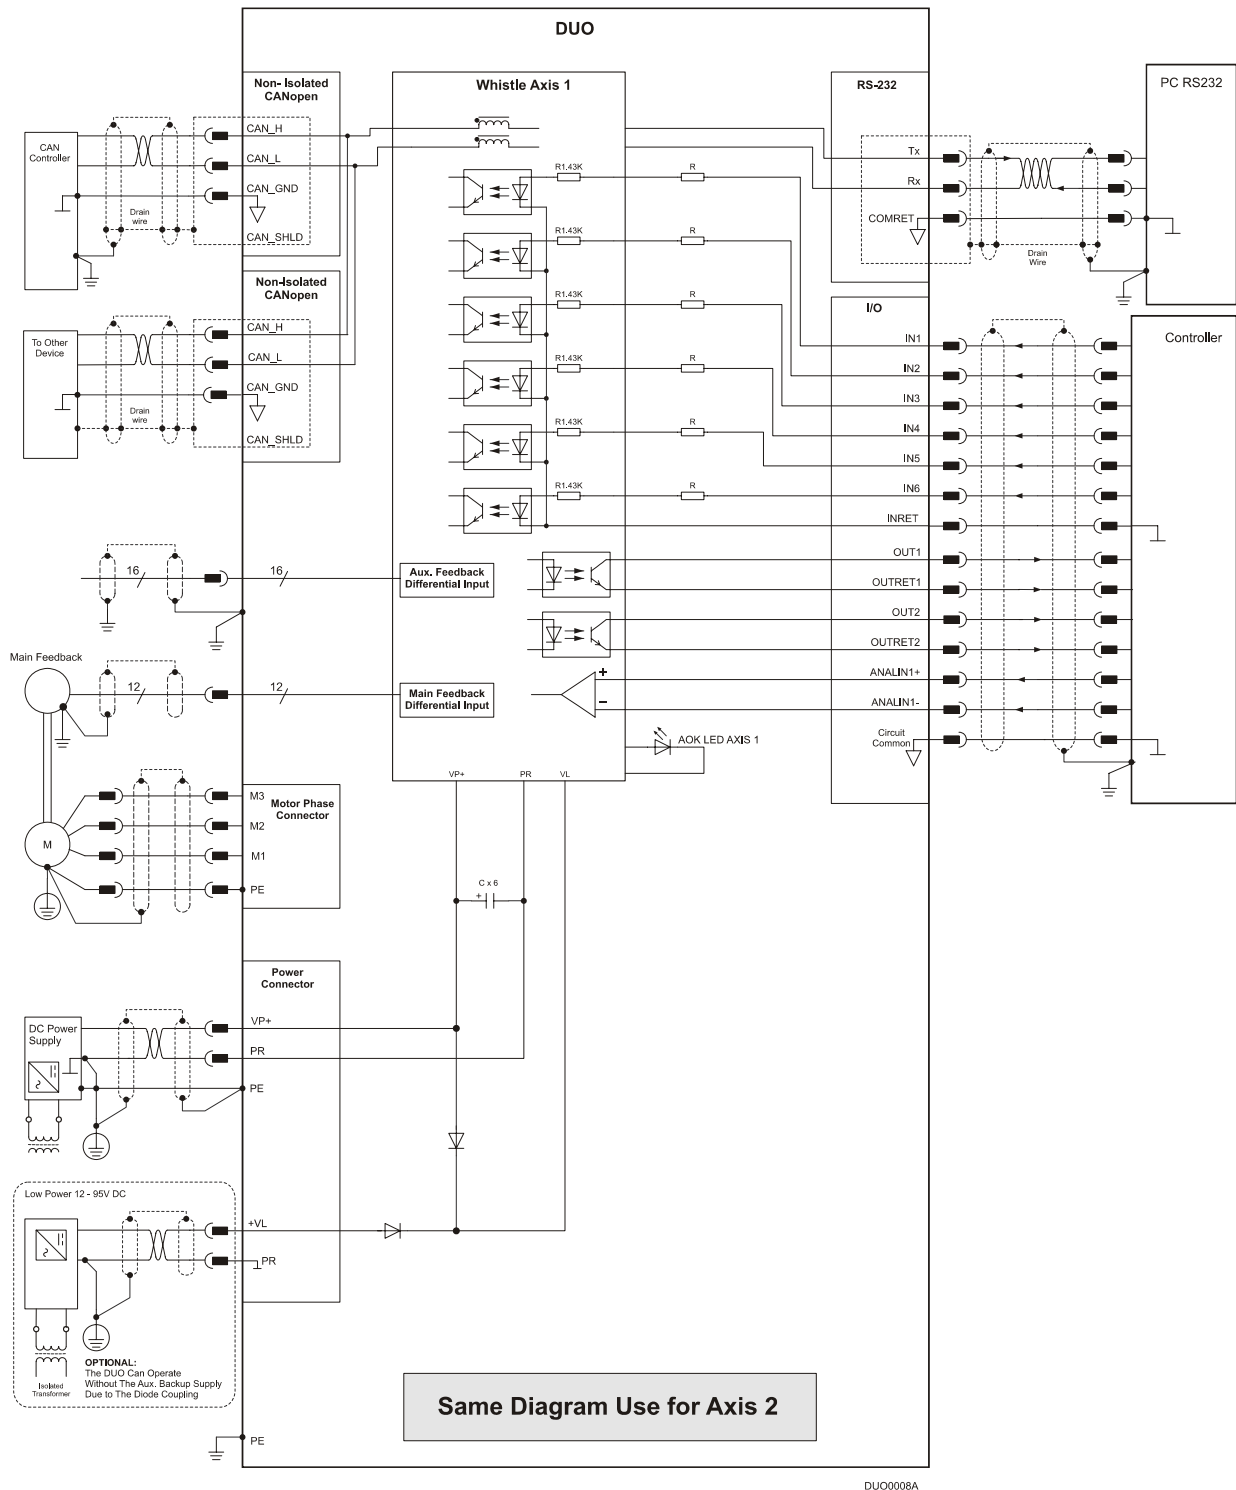 DUO
Non- Isolated
CANopen
Whistle Axis 1
RS-232
PC RS232
CAN
Controller
CAN_H
CAN_L
CAN_GND
CAN_SHLD
Drain
wire
Tx
Rx
COMRET
Drain
Wire
R1.43K
R
R1.43K
R
R1.43K
R
R1.43K
R
R1.43K
R
R1.43K
R
Non-Isolated
CANopen
To Other
Device
CAN_H
CAN_L
CAN_GND
CAN_SHLD
Drain
wire
I/O
Controller
IN1
IN2
IN3
IN4
IN5
IN6
INRET
OUT1
OUTRET1
OUT2
OUTRET2
ANALIN1+
ANALIN1-
Circuit
Common
16
16
Aux. Feedback
Differential Input
Main Feedback
12
12
Main Feedback
Differential Input
+
–
AOK LED AXIS 1
VP+
PR
VL
M
M3
M2
M1
PE
Motor Phase
Connector
C x 6
+
Power
Connector
DC Power
Supply
VP+
PR
PE
Low Power 12 - 95V DC
+VL
PR
Isolated
Transformer
OPTIONAL:
The DUO Can Operate
Without The Aux. Backup Supply
Due to The Diode Coupling
Same Diagram Use for Axis 2
PE
DUO0008A